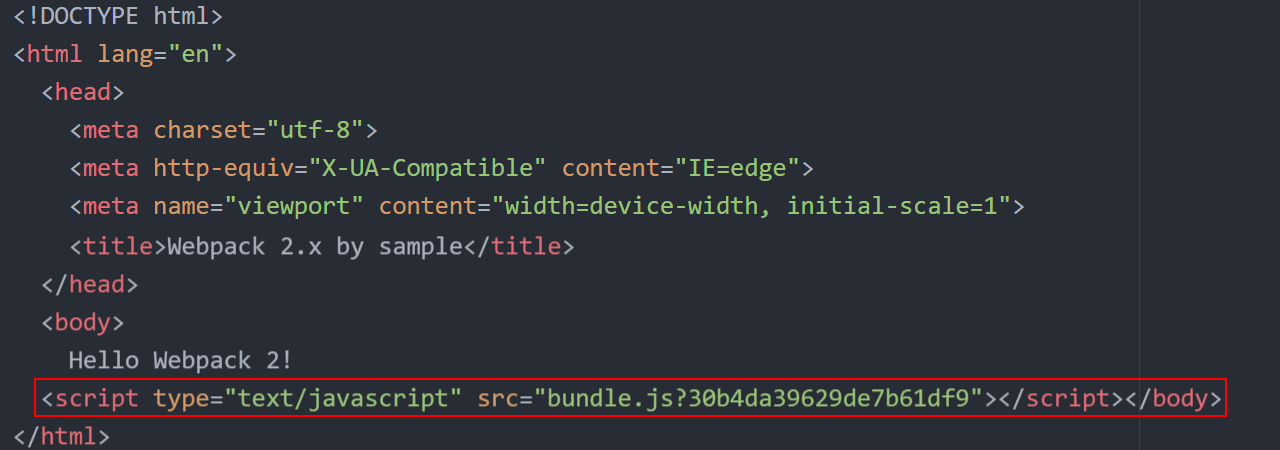 <!DOCTYPE html>
<html lang="en">
<head>
<meta charset="utf-8">
<meta http-equiv="X-UA-Compatible" content="IE=edge">
<meta name="viewport" content="width=device-width, initial-scale=1">
<title>Webpack 2.x by sample</title>
</head>
<body>
Hello Webpack 2!
<script type="text/javascript" src="bundle.js?30b4da39629de7b61df9"></script></body>
</html>